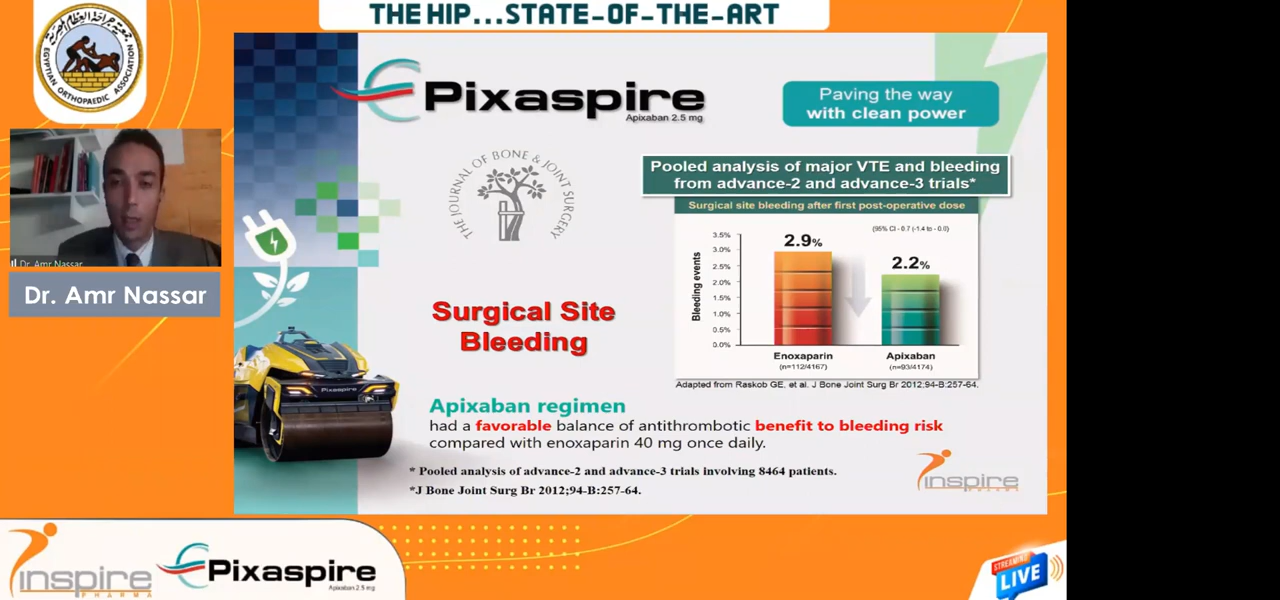 THE HIP...STATE-OF-THE-ART
EGYPTIAN ORTHOPAEDIC ASSOCIATION
Dr. Amr Nassar
Dr. Amr Nassar
Pixaspire
Apixaban 2.5 mg
Paving the way
with clean power
THE JOURNAL OF BONE & JOINT SURGERY
Pooled analysis of major VTE and bleeding
from advance-2 and advance-3 trials*
Surgical site bleeding after first post-operative dose
(95% CI - 0.7 (-1.4 to - 0.0)
Bleeding events
3.5%
3.0%
2.5%
2.0%
1.5%
1.0%
0.5%
0.0%
2.9%
2.2%
Enoxaparin
(n=112/4167)
Apixaban
(n=93/4174)
Adapted from Raskob GE. et al. J Bone Joint Surg Br 2012;94-B:257-64.
Surgical Site
Bleeding
Pixaspire
Apixaban regimen
had a favorable balance of antithrombotic benefit to bleeding risk
compared with enoxaparin 40 mg once daily.
* Pooled analysis of advance-2 and advance-3 trials involving 8464 patients.
*J Bone Joint Surg Br 2012;94-B:257-64.
inspire
PHARMA
inspire
PHARMA
Pixaspire
Apixaban 2.5 mg
STREAMING
LIVE